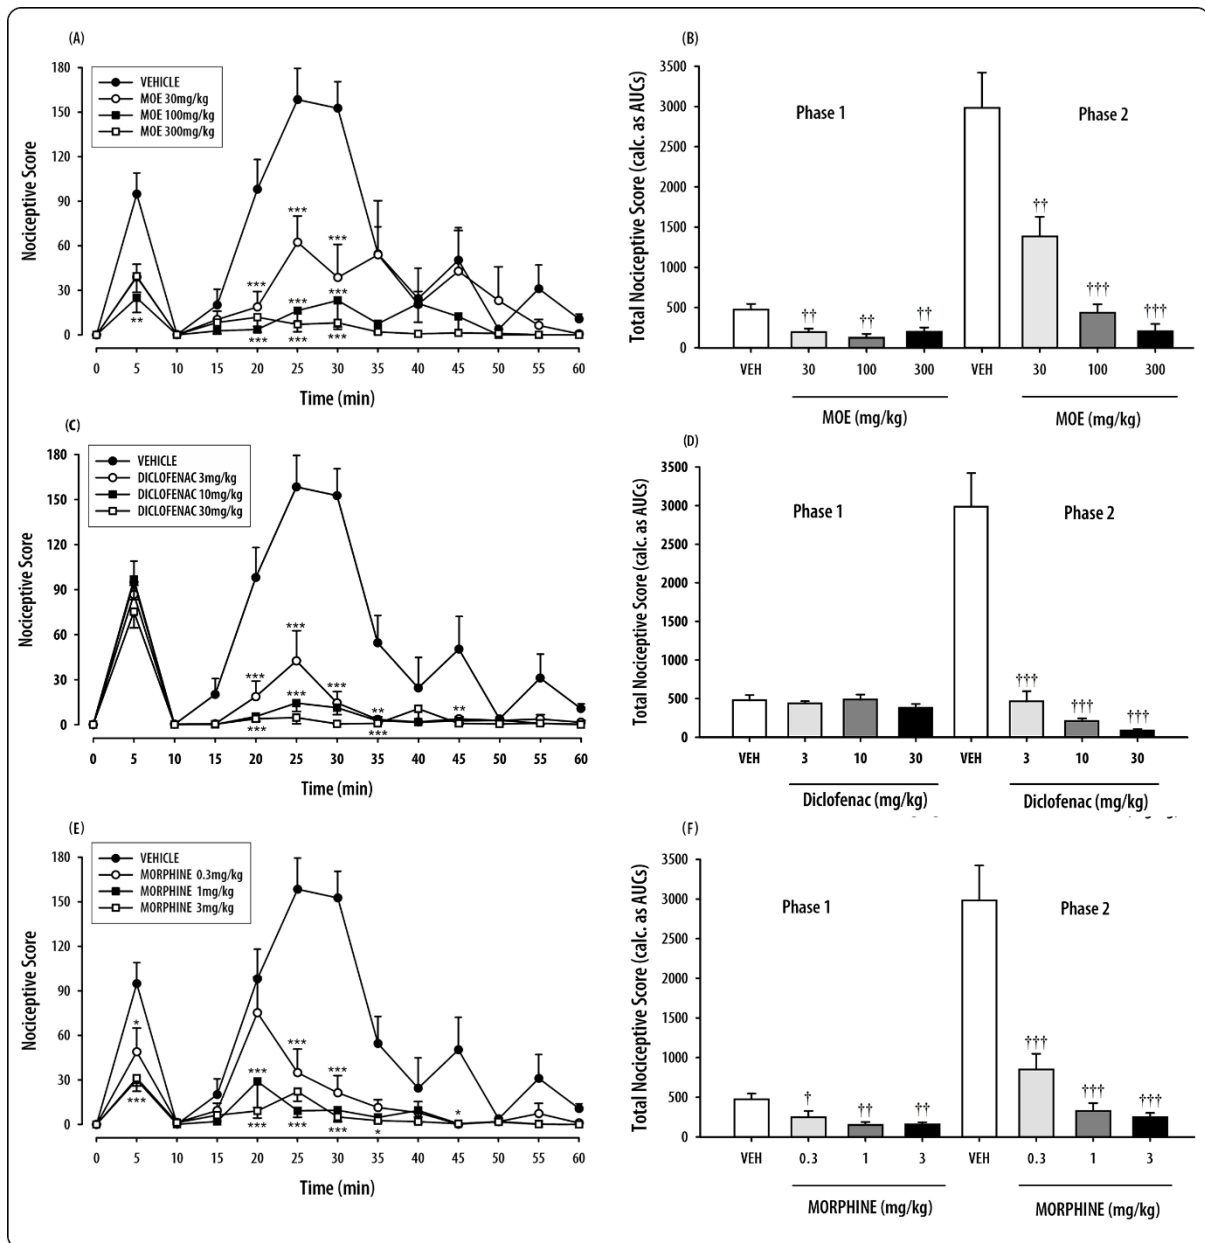 (A)
Nociceptive Score
180
150
120
90
60
30
0
VEHICLE
MOE 30mg/kg
MOE 100mg/kg
MOE 300mg/kg
**
***
***
***
***
***
***
***
***
0 5 10 15 20 25 30 35 40 45 50 55 60
Time (min)
(B)
Total Nociceptive Score (calc. as AUCs)
3500
3000
2500
2000
1500
1000
500
0
Phase 1
Phase 2
†† †† ††
†† ††† †††
VEH 30 100 300 VEH 30 100 300
MOE (mg/kg) MOE (mg/kg)
(C)
Nociceptive Score
180
150
120
90
60
30
0
VEHICLE
DICLOFENAC 3mg/kg
DICLOFENAC 10mg/kg
DICLOFENAC 30mg/kg
***
*** *** ** **
***
*** ***
0 5 10 15 20 25 30 35 40 45 50 55 60
Time (min)
(D)
Total Nociceptive Score (calc. as AUCs)
3500
3000
2500
2000
1500
1000
500
0
Phase 1
Phase 2
††† ††† †††
VEH 3 10 30 VEH 3 10 30
Diclofenac (mg/kg) Diclofenac (mg/kg)
(E)
Nociceptive Score
180
150
120
90
60
30
0
VEHICLE
MORPHINE 0.3mg/kg
MORPHINE 1mg/kg
MORPHINE 3mg/kg
*
***
*** ***
*
*** *** *** *
0 5 10 15 20 25 30 35 40 45 50 55 60
Time (min)
(F)
Total Nociceptive Score (calc. as AUCs)
3500
3000
2500
2000
1500
1000
500
0
Phase 1
Phase 2
† †† ††
††† ††† †††
VEH 0.3 1 3 VEH 0.3 1 3
MORPHINE (mg/kg) MORPHINE (mg/kg)